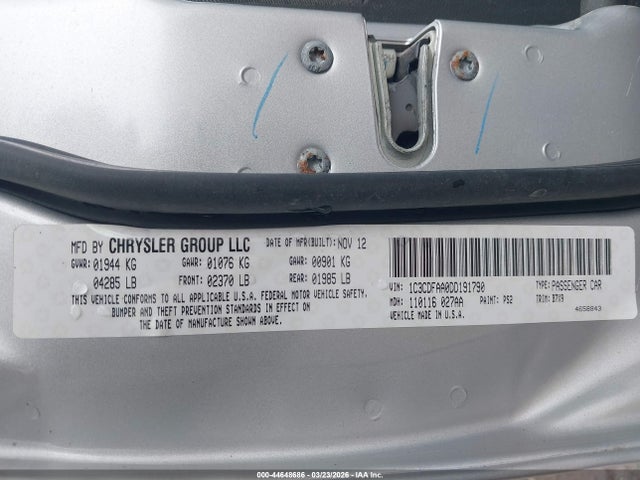 MFD BY CHRYSLER GROUP LLC DATE OF MFR(BUILT): NOV 12
GVWR: 01944 KG GAWR: 01076 KG GAWR: 00901 KG
04285 LB FRONT: 02370 LB REAR: 01985 LB
THIS VEHICLE CONFORMS TO ALL APPLICABLE U.S.A. FEDERAL MOTOR VEHICLE SAFETY,
BUMPER AND THEFT PREVENTION STANDARDS IN EFFECT ON
THE DATE OF MANUFACTURE SHOWN ABOVE.
VIN: 1C3CDFAA0DD191790 TYPE: PASSENGER CAR
MDH: 110116 027AA PAINT: PS2 TRIM: B7X9
VEHICLE MADE IN U.S.A. 4658843
000-44648686 - 03/23/2026 - IAA Inc.